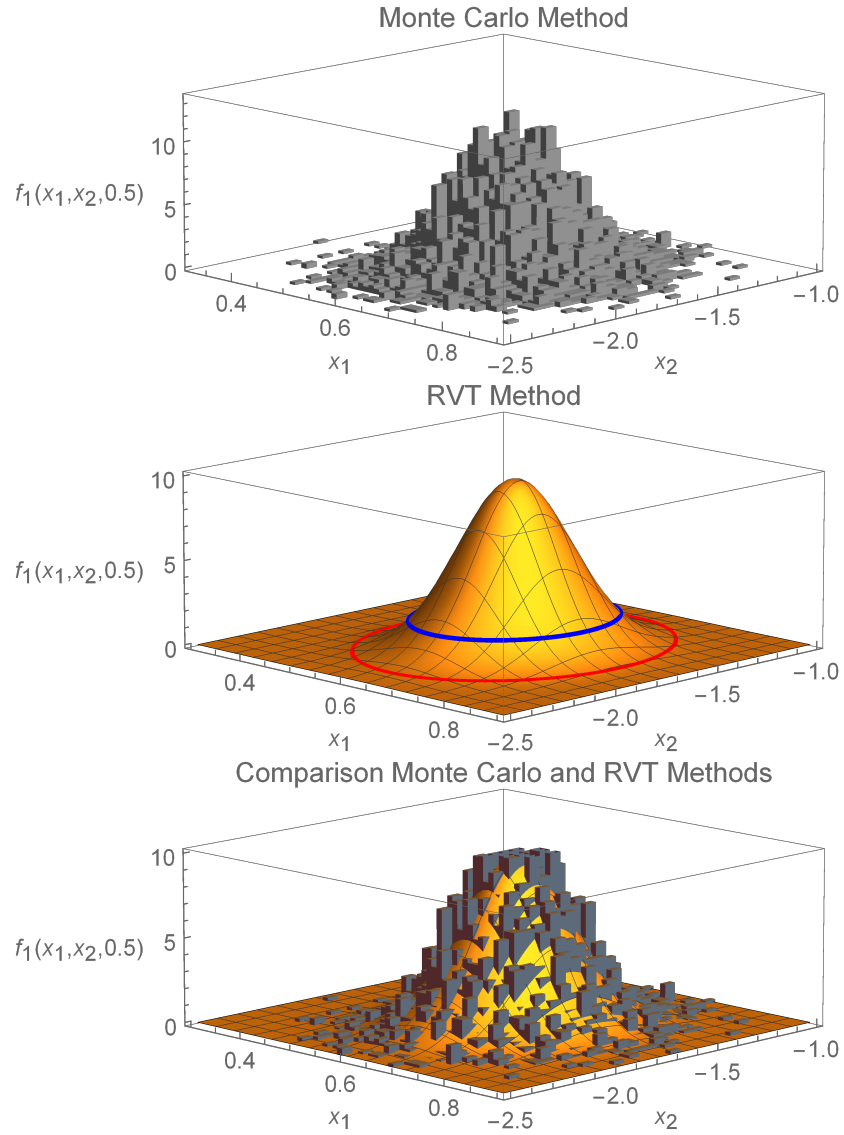 Monte Carlo Method
10
f1(x1,x2,0.5)
5
0
0.4
0.6
0.8
x1
−2.5
−2.0
−1.5
−1.0
x2
RVT Method
10
f1(x1,x2,0.5)
5
0
0.4
0.6
0.8
x1
−2.5
−2.0
−1.5
−1.0
x2
Comparison Monte Carlo and RVT Methods
10
f1(x1,x2,0.5)
5
0
0.4
0.6
0.8
x1
−2.5
−2.0
−1.5
−1.0
x2